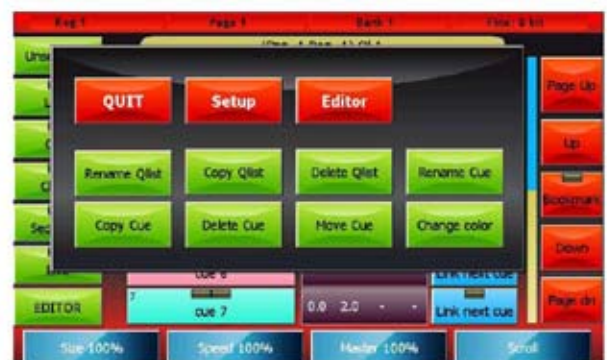 Page 1
Bank 1
Page Up
QUIT Setup Editor
Up
Rename Qlist Copy Qlist Delete Qlist Rename Cue
Bookmark
Copy Cue Delete Cue Move Cue Change color
Down
cue 6 Link next cue
EDITOR 7 cue 7 0.0 2.0 - - Link next cue Page dn
Size 100% Speed 100% Master 100% Scroll